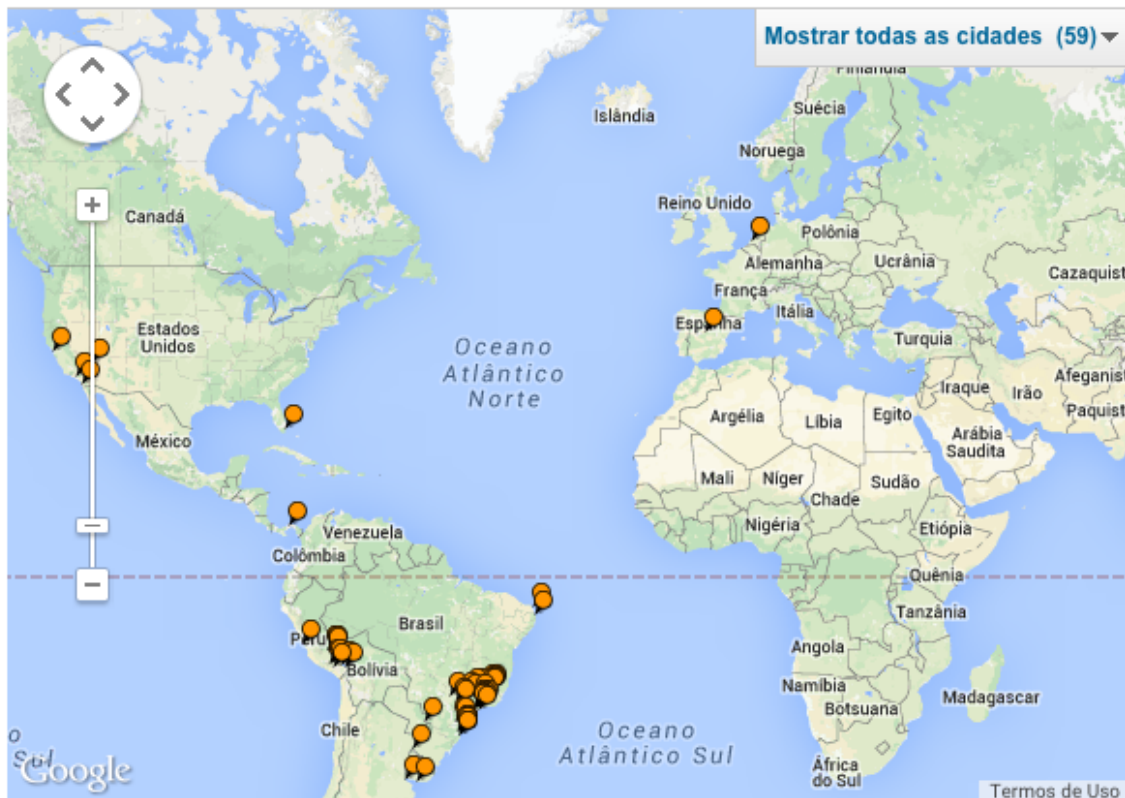 Mostrar todas as cidades (59)
Finlândia
Islândia
Suécia
Noruega
Canadá
Reino Unido
Polônia
Alemanha
Ucrânia
Cazaquist
França
Estados
Unidos
Espanha
Itália
Turquia
Oceano
Atlântico
Norte
Iraque
Irão
Afeganist
Argélia
Líbia
Egito
Paquist
México
Arábia
Saudita
Mali
Níger
Sudão
Chade
Venezuela
Nigéria
Etiópia
Colômbia
Quênia
Brasil
Tanzânia
Peru
Angola
Bolívia
Namíbia
Madagascar
Botsuana
Chile
Oceano
Atlântico Sul
o
Sul
Google
África
do Sul
Termos de Uso